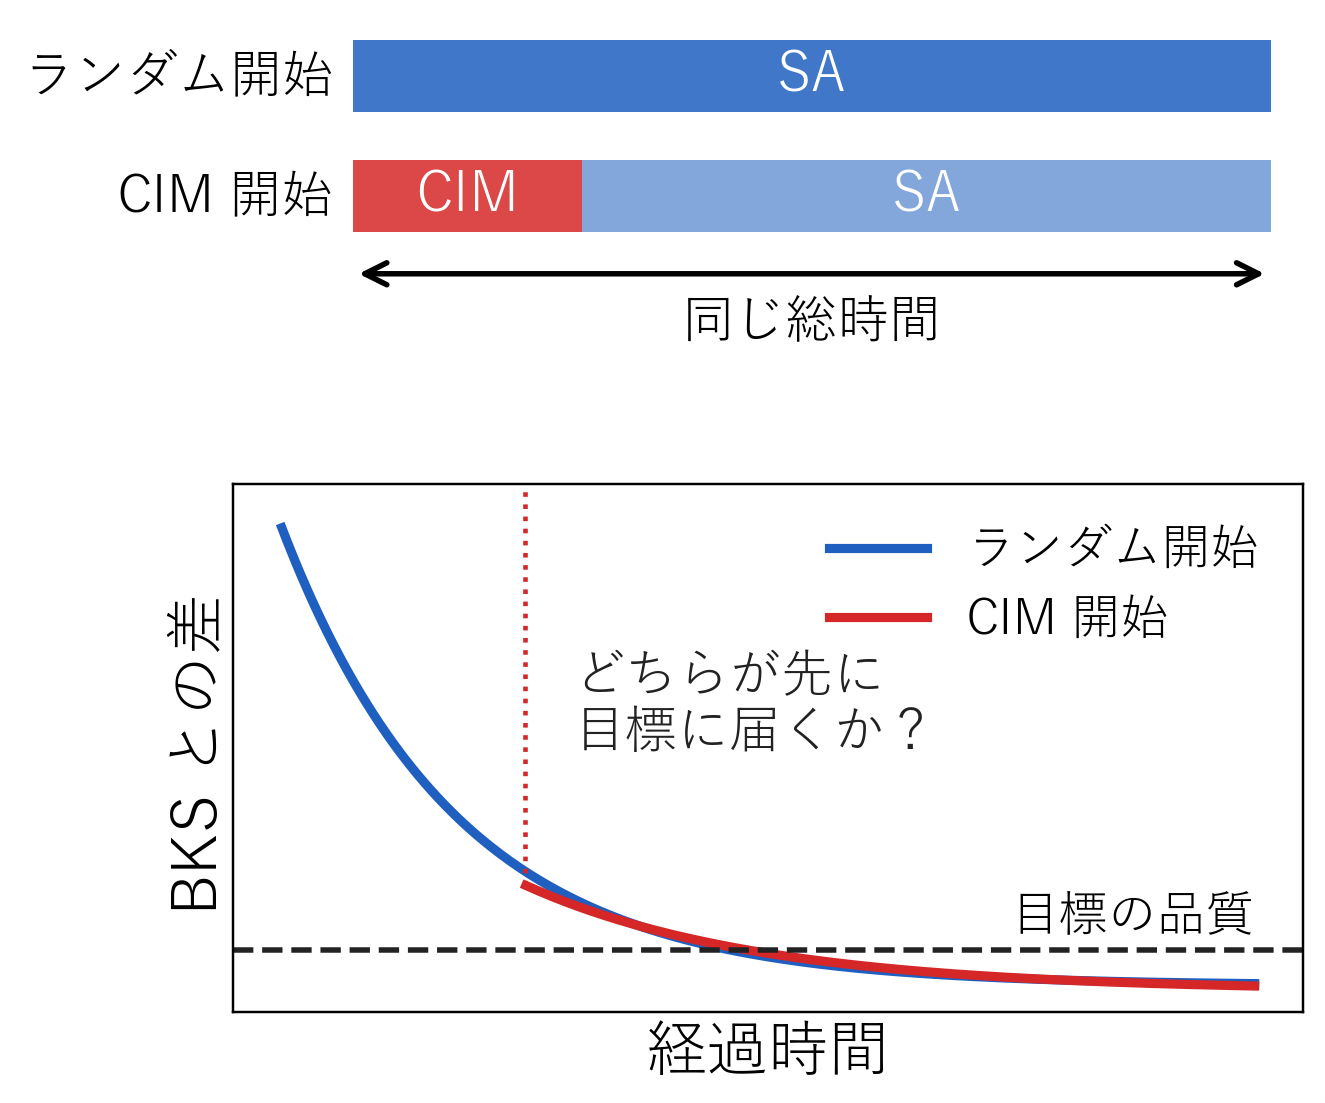 ランダム開始
SA
CIM 開始
CIM
SA
同じ総時間
ランダム開始
CIM 開始
どちらが先に
目標に届くか？
目標の品質
BKS との差
経過時間